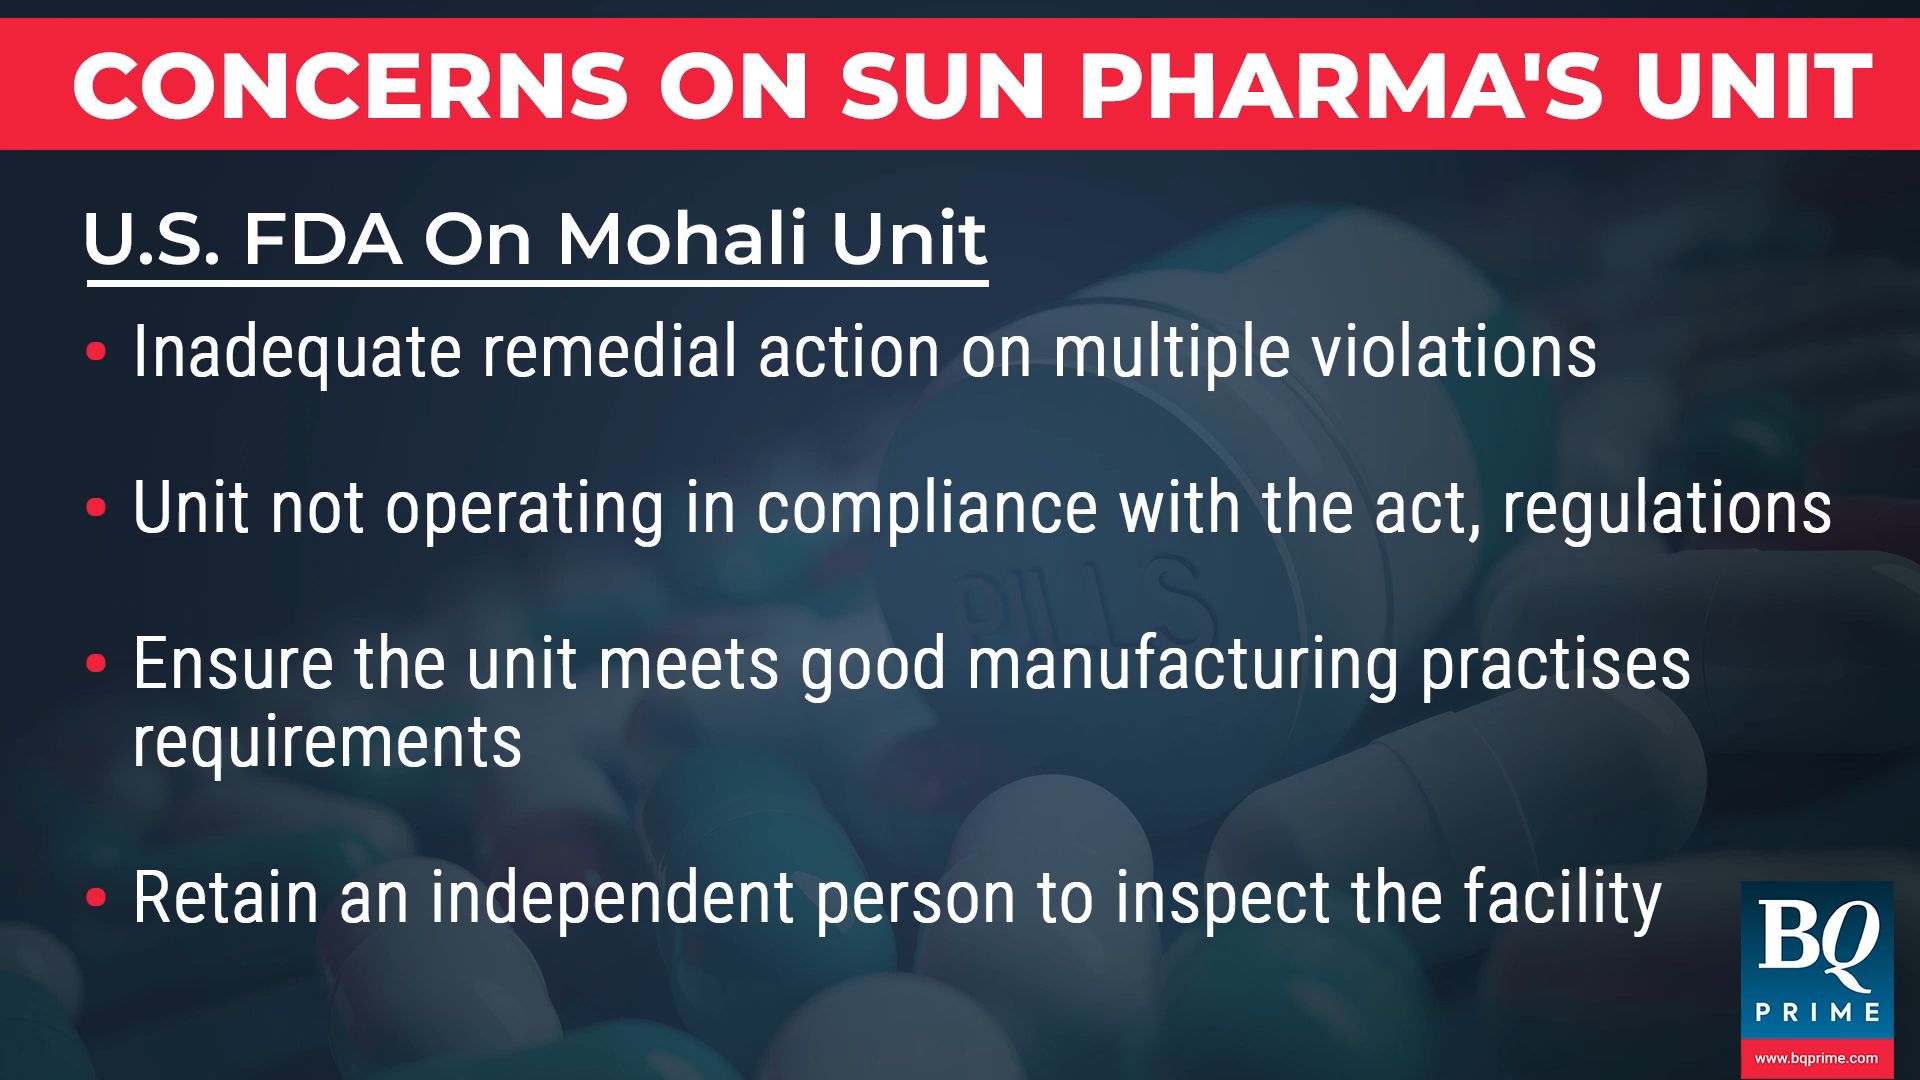 CONCERNS ON SUN PHARMA'S UNIT
U.S. FDA On Mohali Unit
• Inadequate remedial action on multiple violations
• Unit not operating in compliance with the act, regulations
• Ensure the unit meets good manufacturing practises
requirements
• Retain an independent person to inspect the facility
PILLS
BQ
PRIME
www.bqprime.com